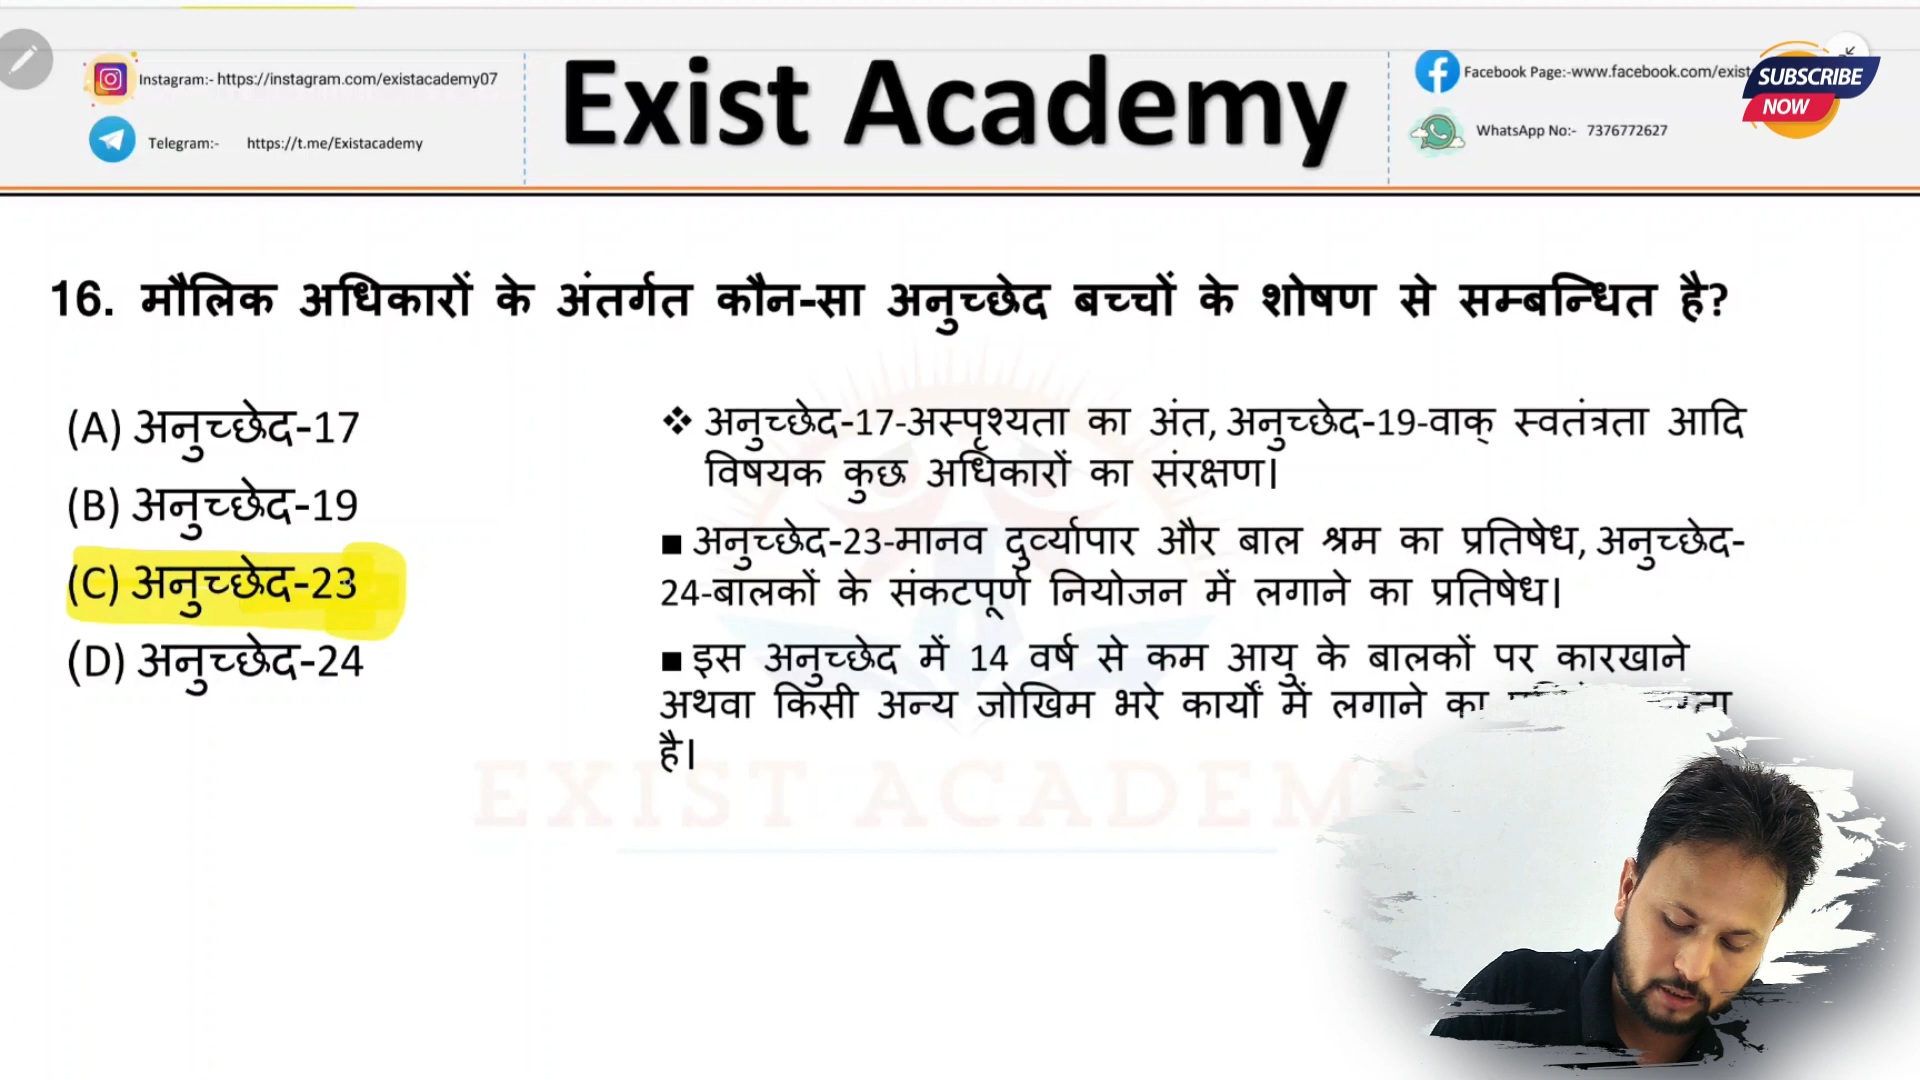 Instagram:- https://instagram.com/existacademy07
Telegram:- https://t.me/Existacademy
Exist Academy
Facebook Page:-www.facebook.com/exist
WhatsApp No:- 7376772627
SUBSCRIBE
NOW
16. मौलिक अधिकारों के अंतर्गत कौन-सा अनुच्छेद बच्चों के शोषण से सम्बन्धित है?
(A) अनुच्छेद-17
(B) अनुच्छेद-19
(C) अनुच्छेद-23
(D) अनुच्छेद-24
❖ अनुच्छेद-17-अस्पृश्यता का अंत, अनुच्छेद-19-वाक् स्वतंत्रता आदि
विषयक कुछ अधिकारों का संरक्षण।
■ अनुच्छेद-23-मानव दुर्व्यापार और बाल श्रम का प्रतिषेध, अनुच्छेद-
24-बालकों के संकटपूर्ण नियोजन में लगाने का प्रतिषेध।
■ इस अनुच्छेद में 14 वर्ष से कम आयु के बालकों पर कारखाने
अथवा किसी अन्य जोखिम भरे कार्यों में लगाने का
है।
EXIST ACADEM